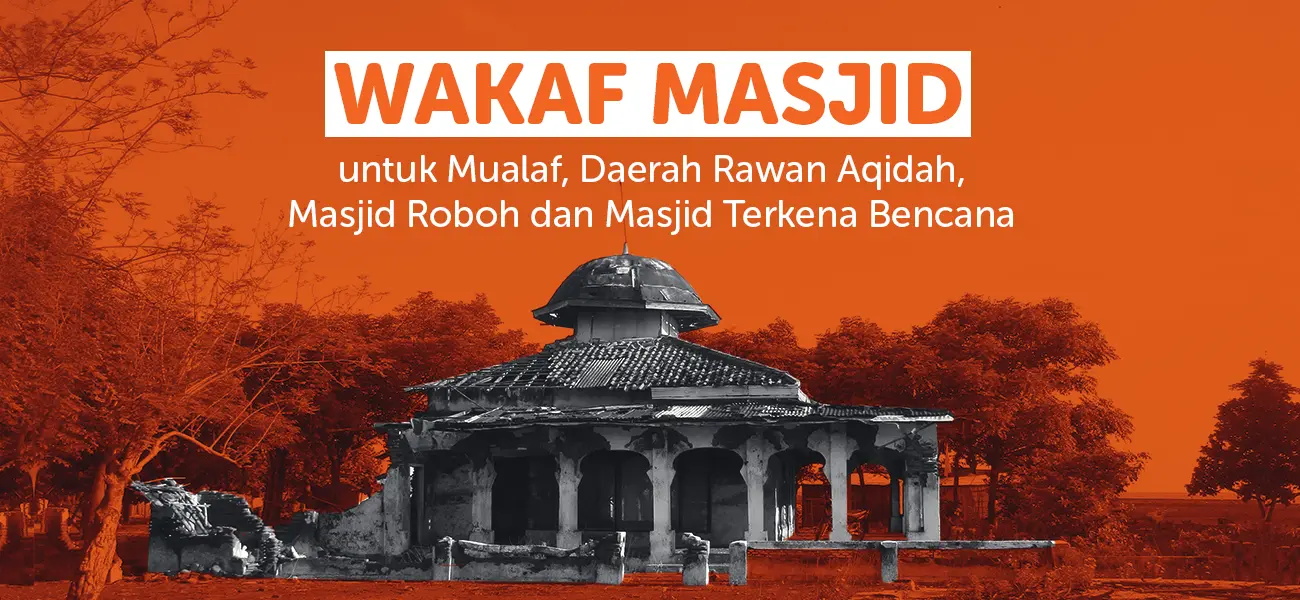 WAKAF MASJID
untuk Mualaf, Daerah Rawan Aqidah,
Masjid Roboh dan Masjid Terkena Bencana